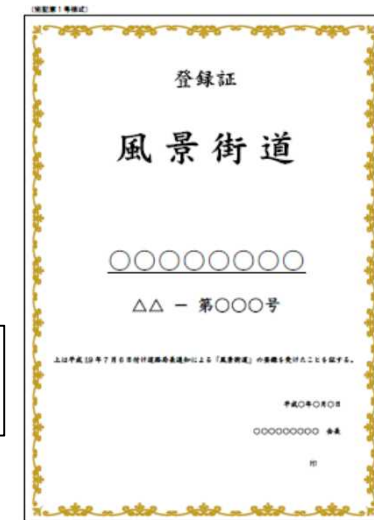 （別記第１号様式）
登録証
風景街道
○○○○○○○○
△△ － 第○○○号
上は平成19年７月６日付け道路局長通知による「風景街道」の登録を受けたことを証する。
平成○年○月○日
○○○○○○○○○ 会長
印